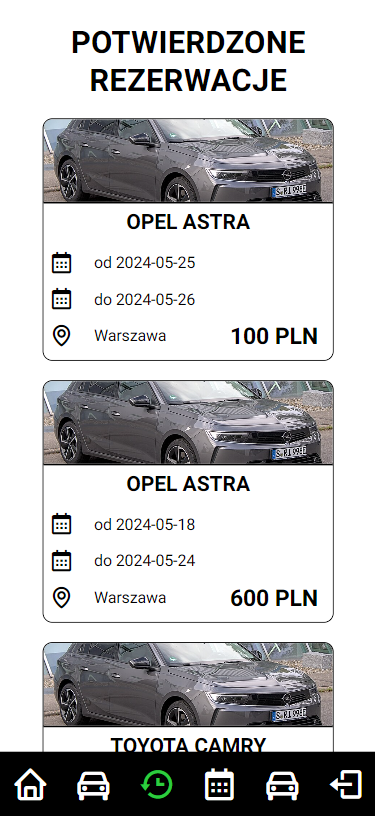 POTWIERDZONE
REZERWACJE
OPEL ASTRA
od 2024-05-25
do 2024-05-26
Warszawa 100 PLN
OPEL ASTRA
od 2024-05-18
do 2024-05-24
Warszawa 600 PLN
TOYOTA CAMRY